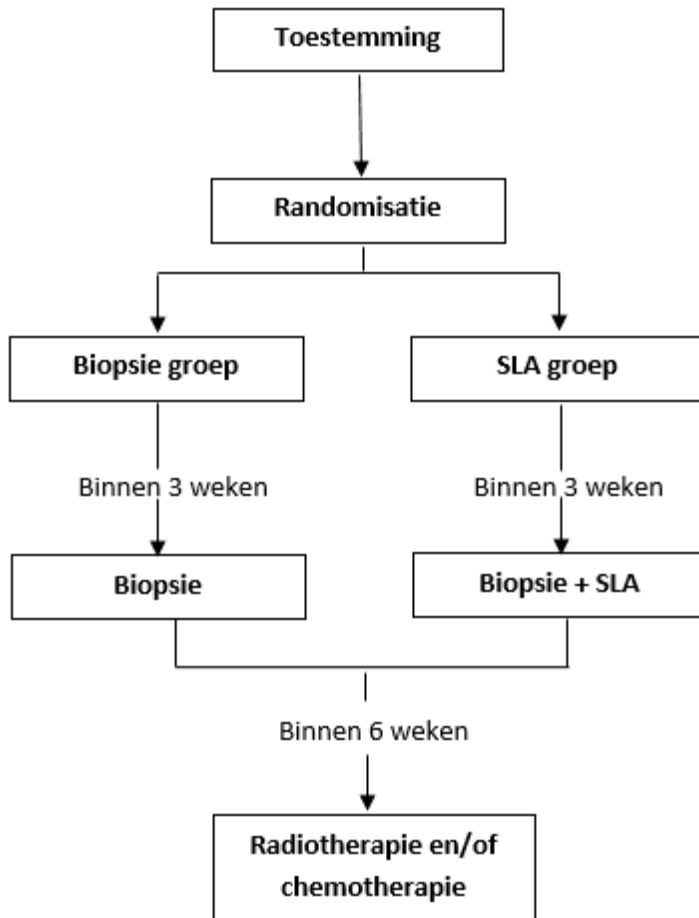 Toestemming
Randomisatie
Biopsie groep
SLA groep
Binnen 3 weken
Binnen 3 weken
Biopsie
Biopsie + SLA
Binnen 6 weken
Radiotherapie en/of
chemotherapie